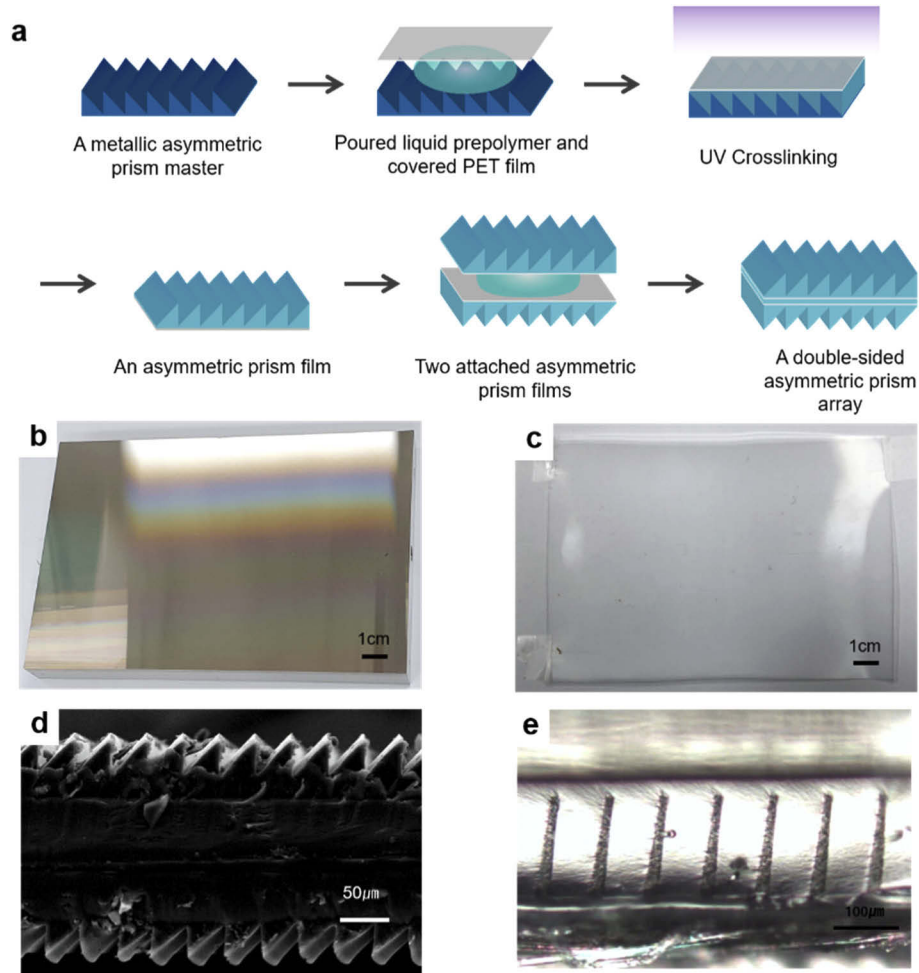 a
A metallic asymmetric
prism master
Poured liquid prepolymer and
covered PET film
UV Crosslinking
An asymmetric prism film
Two attached asymmetric
prism films
A double-sided
asymmetric prism
array
b
1cm
c
1cm
d
50㎛
e
100㎛